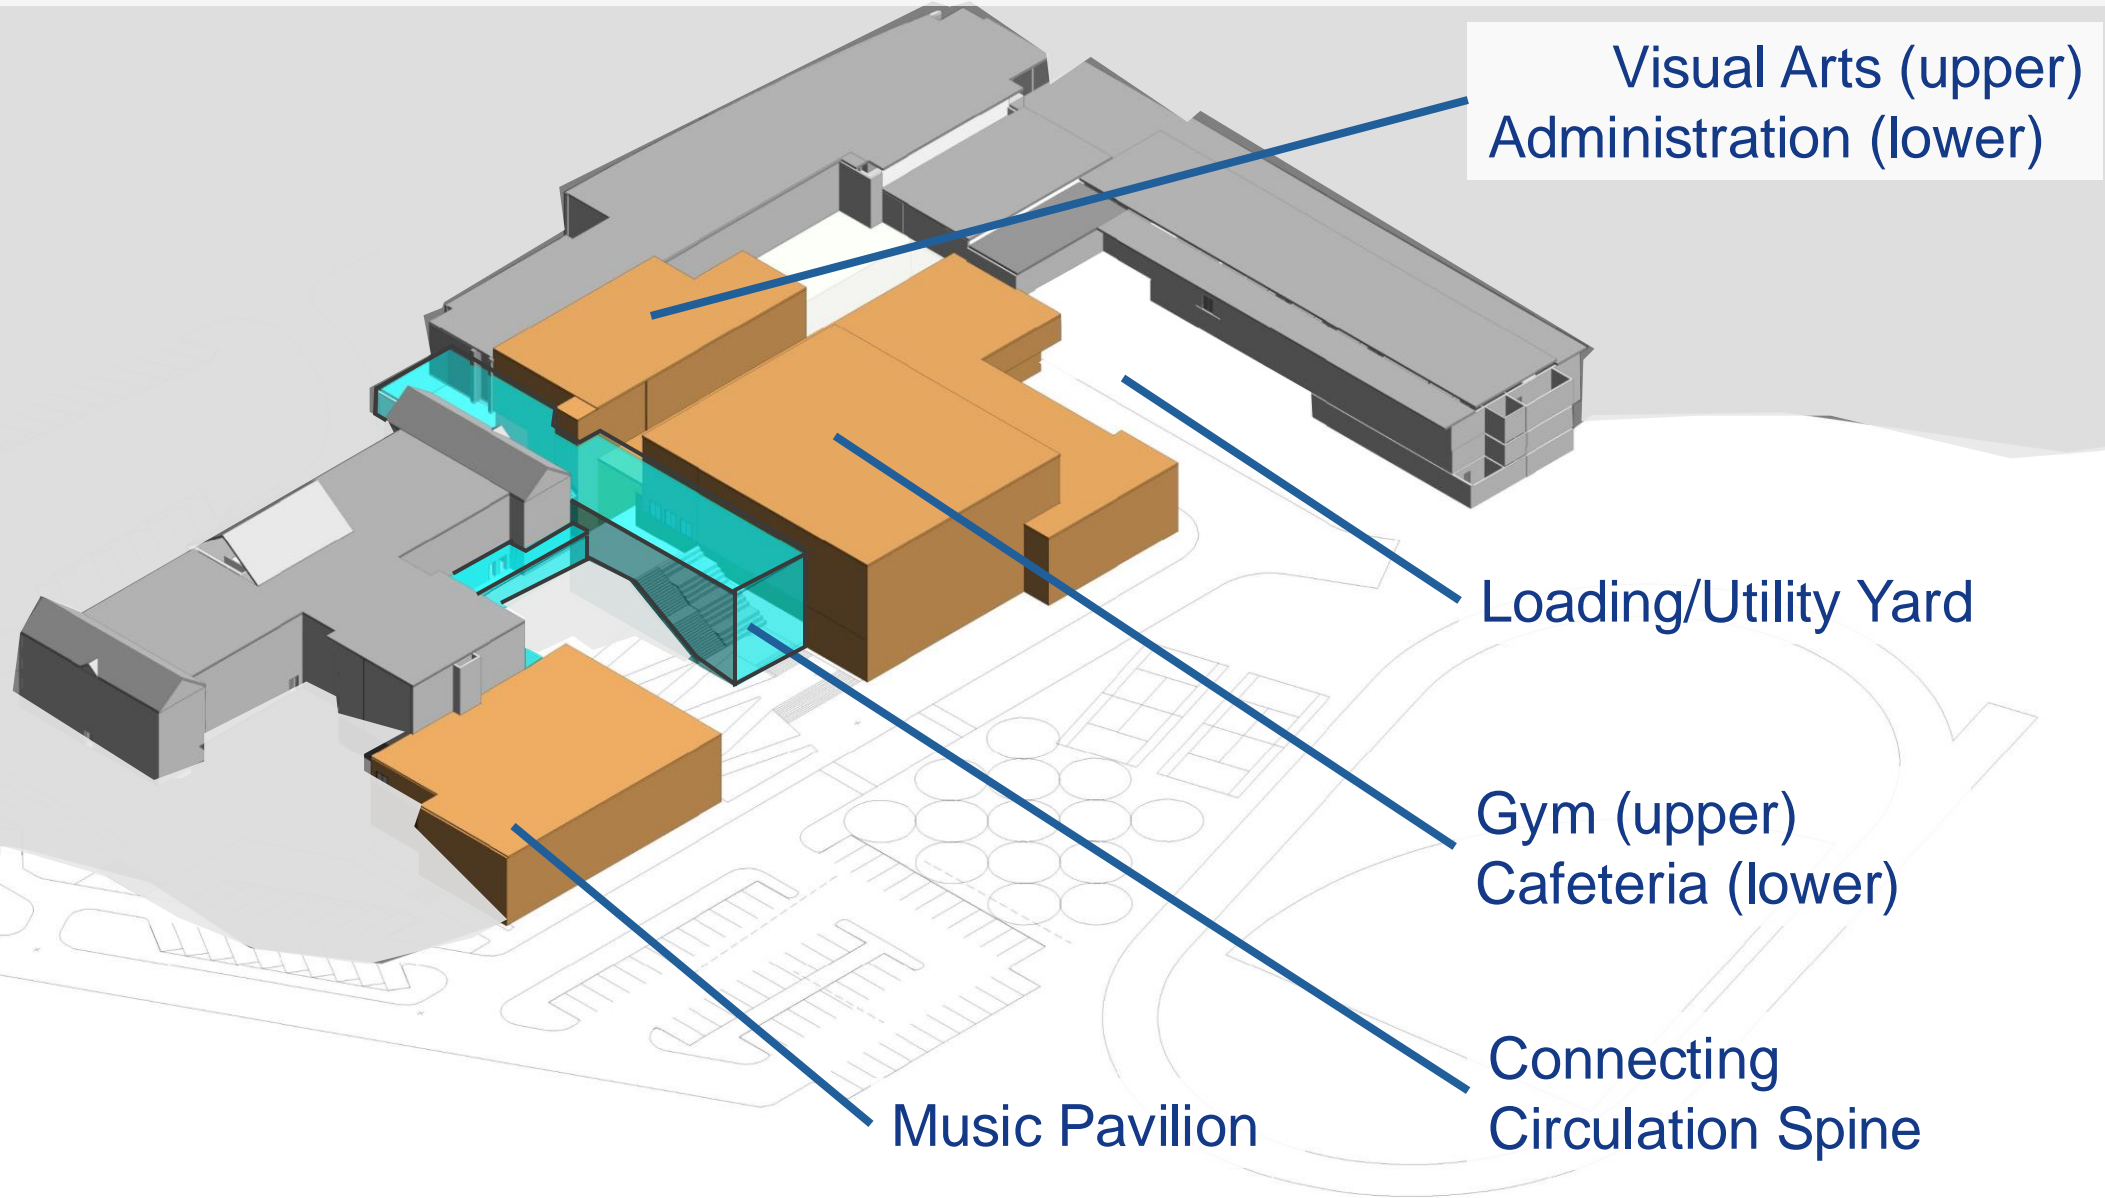 Visual Arts (upper)
Administration (lower)
Loading/Utility Yard
Gym (upper)
Cafeteria (lower)
Connecting
Circulation Spine
Music Pavilion